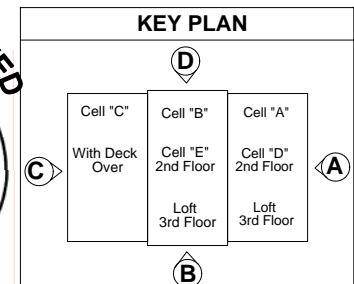 KEY PLAN
D
Cell "C"
With Deck
Over
Cell "B"
Cell "E"
2nd Floor
Loft
3rd Floor
Cell "A"
Cell "D"
2nd Floor
Loft
3rd Floor
C
A
B